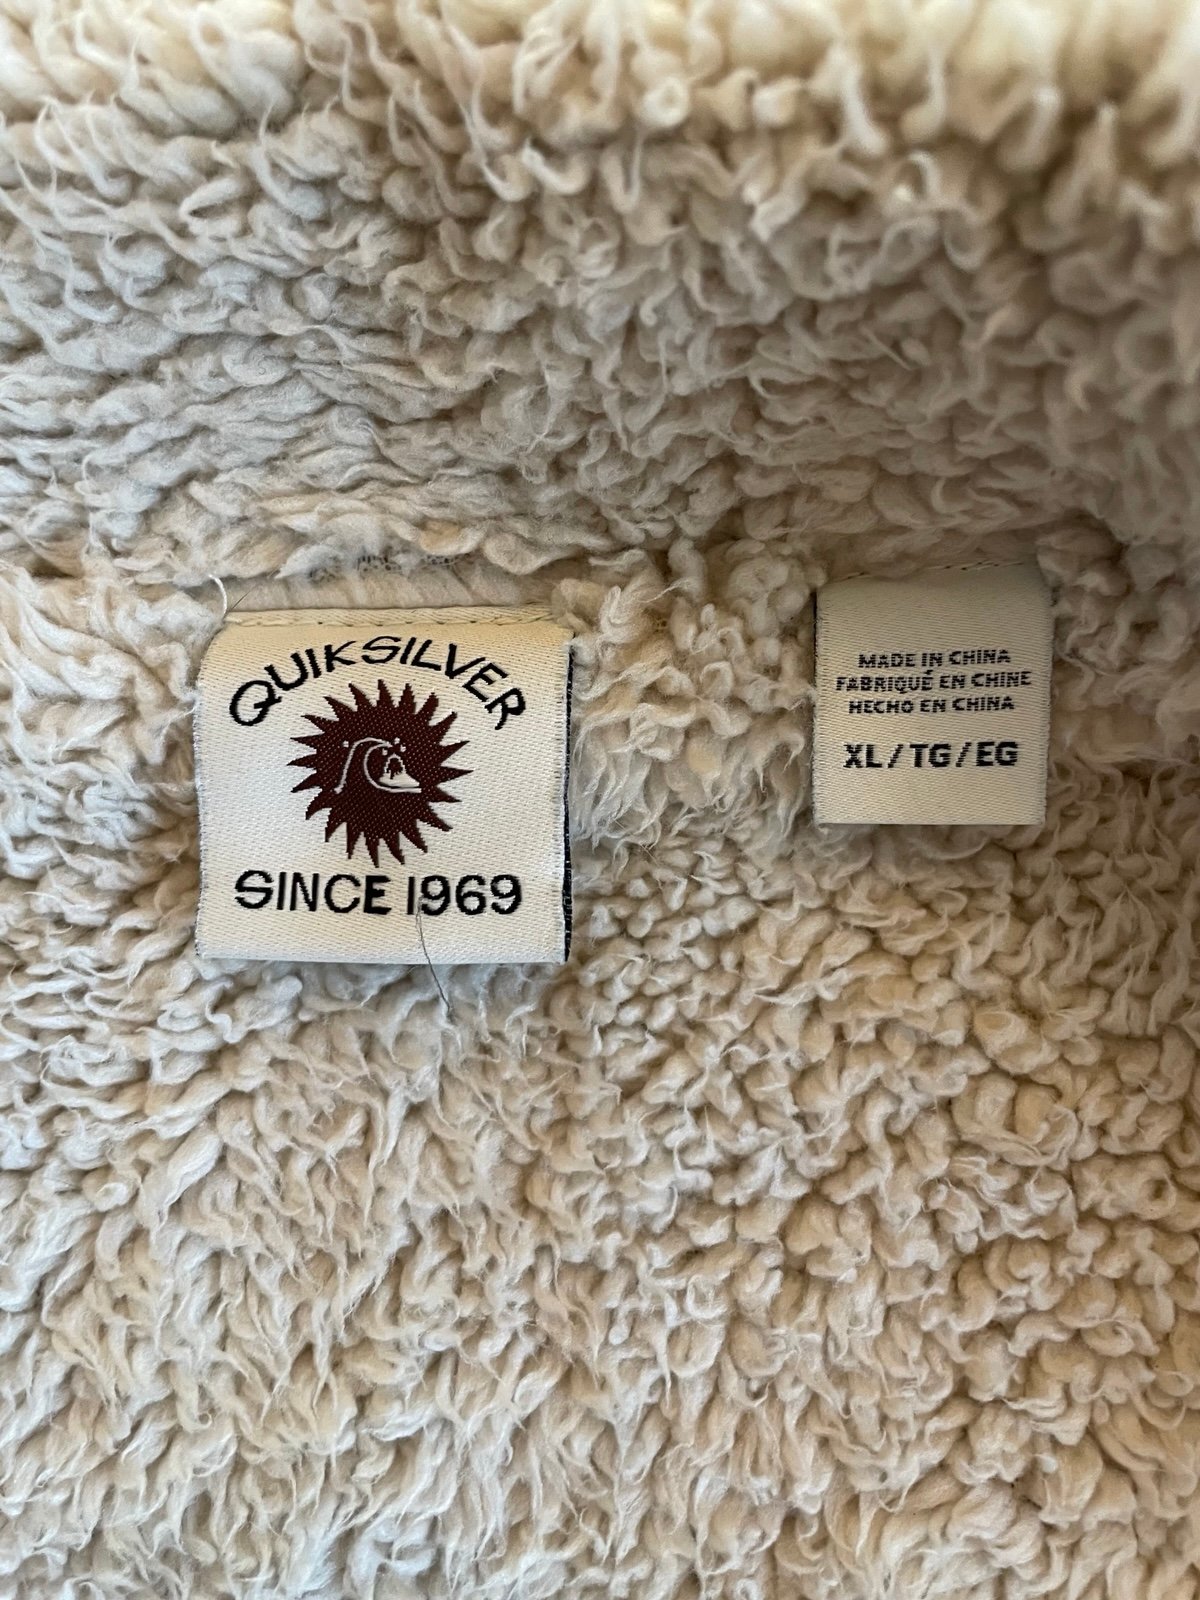 QUIKSILVER
SINCE 1969
MADE IN CHINA
FABRIQUÉ EN CHINE
HECHO EN CHINA
XL / TG / EG